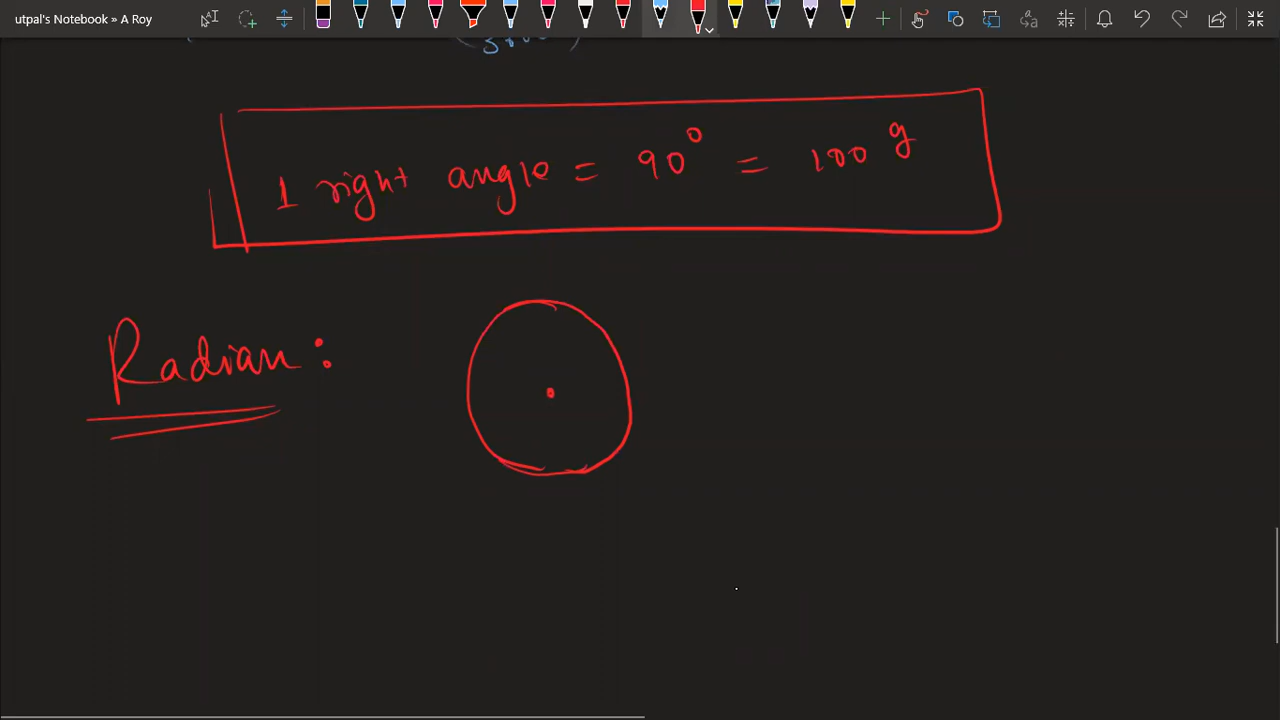 utpal's Notebook » A Roy
1 right angle = 90° = 100 g
Radian: